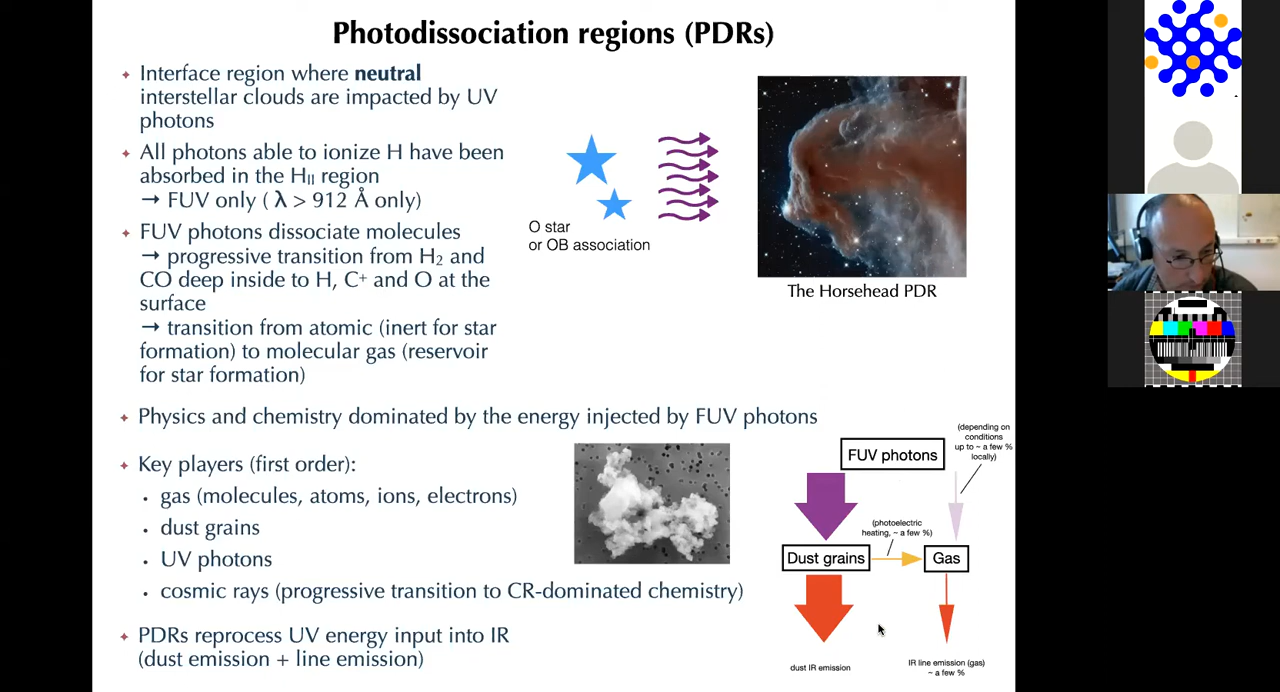 Photodissociation regions (PDRs)
Interface region where neutral
interstellar clouds are impacted by UV
photons
All photons able to ionize H have been
absorbed in the HII region
→ FUV only ( λ > 912 Å only)
FUV photons dissociate molecules
→ progressive transition from H₂ and
CO deep inside to H, C⁺ and O at the
surface
→ transition from atomic (inert for star
formation) to molecular gas (reservoir
for star formation)
O star
or OB association
The Horsehead PDR
Physics and chemistry dominated by the energy injected by FUV photons
Key players (first order):
gas (molecules, atoms, ions, electrons)
dust grains
UV photons
cosmic rays (progressive transition to CR-dominated chemistry)
PDRs reprocess UV energy input into IR
(dust emission + line emission)
(depending on
conditions
up to ~ a few %
locally)
FUV photons
(photoelectric
heating, ~ a few %)
Dust grains
Gas
dust IR emission
IR line emission (gas)
~ a few %